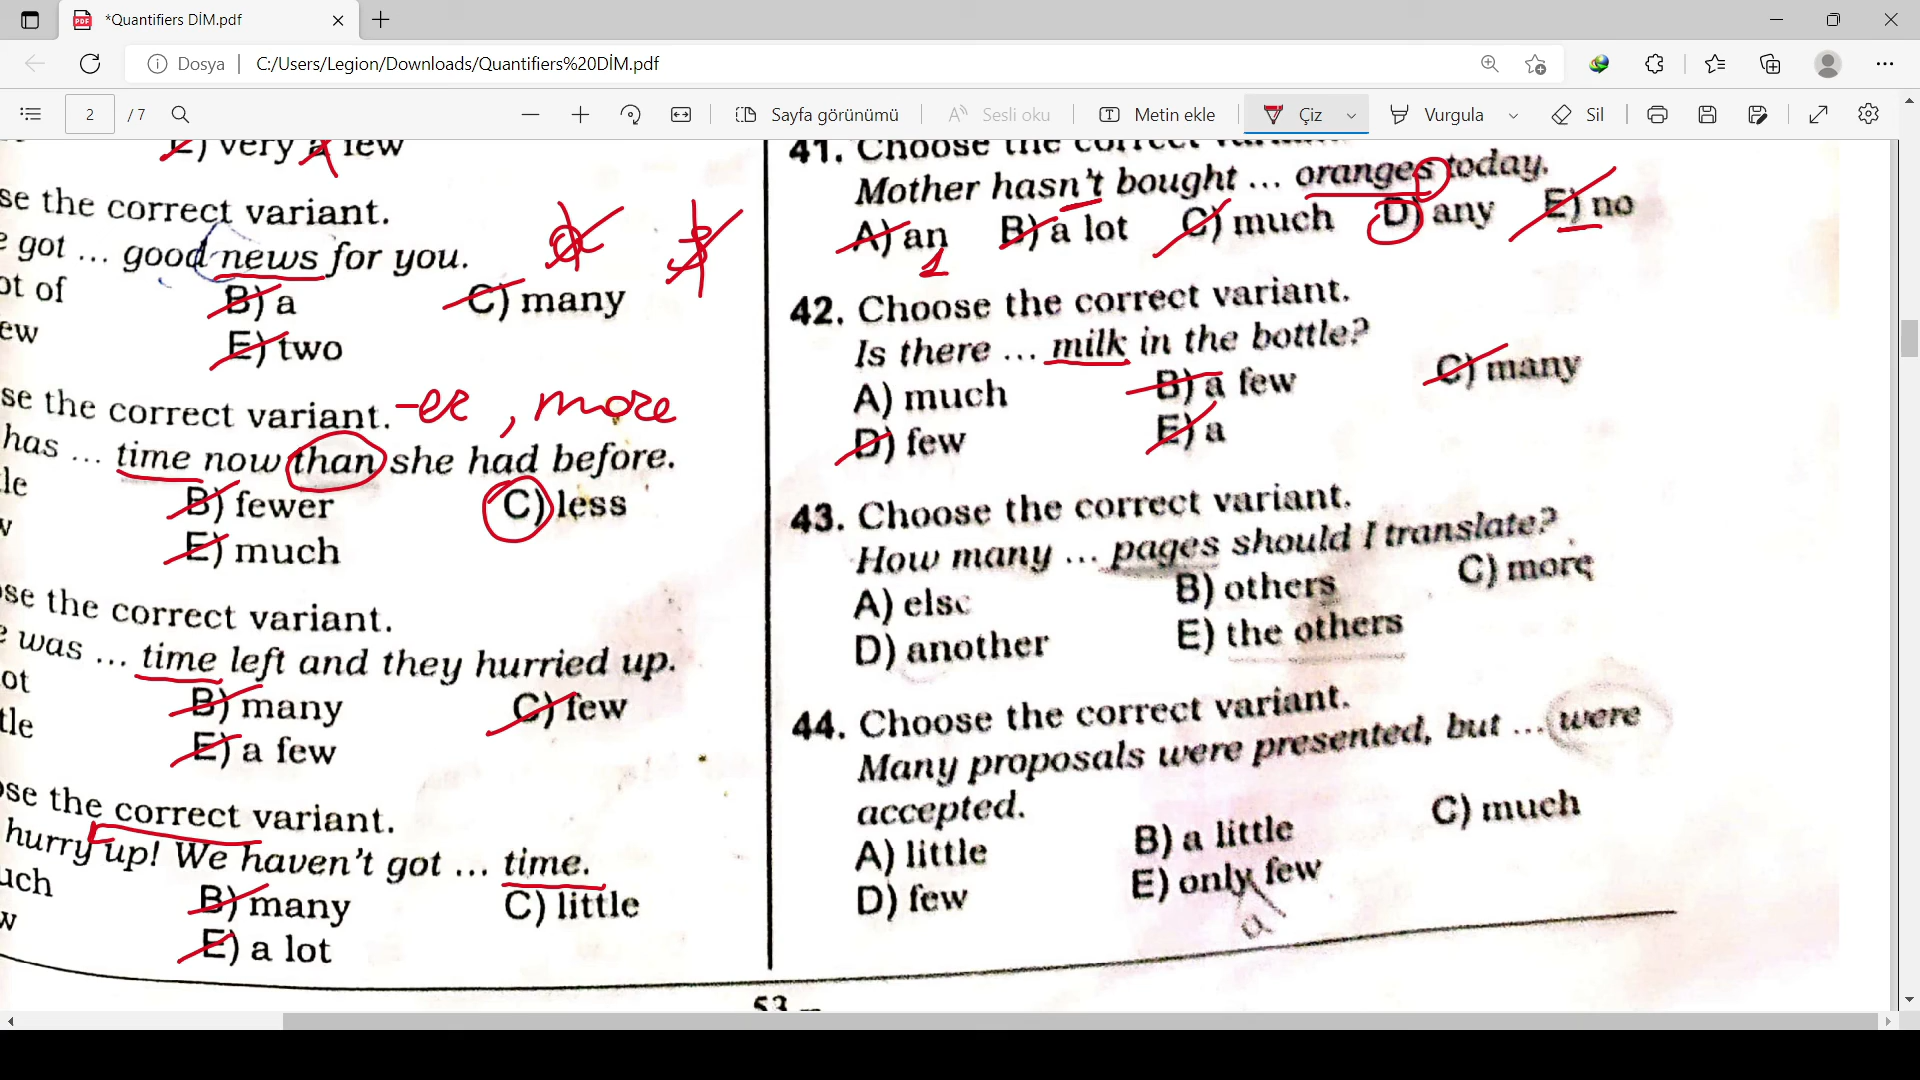 *Quantifiers DİM.pdf
Dosya
C:/Users/Legion/Downloads/Quantifiers%20DİM.pdf
2 /7
Sayfa görünümü
Sesli oku
Metin ekle
Çiz
Vurgula
Sil
E) very a few
se the correct variant.
e got ... good news for you.
ot of B) a C) many
ew E) two
se the correct variant. -er , more
has ... time now than she had before.
le B) fewer C) less
w E) much
ose the correct variant.
e was ... time left and they hurried up.
ot B) many C) few
tle E) a few
ose the correct variant.
hurry up! We haven't got ... time.
uch B) many C) little
w E) a lot
41. Choose the correct
Mother hasn't bought ... oranges today.
A) an B) a lot C) much D) any E) no
1
42. Choose the correct variant.
Is there ... milk in the bottle?
A) much B) a few C) many
D) few E) a
43. Choose the correct variant.
How many ... pages should I translate?
A) else B) others C) more
D) another E) the others
44. Choose the correct variant.
Many proposals were presented, but ... were
accepted.
A) little B) a little C) much
D) few E) only few
a
53